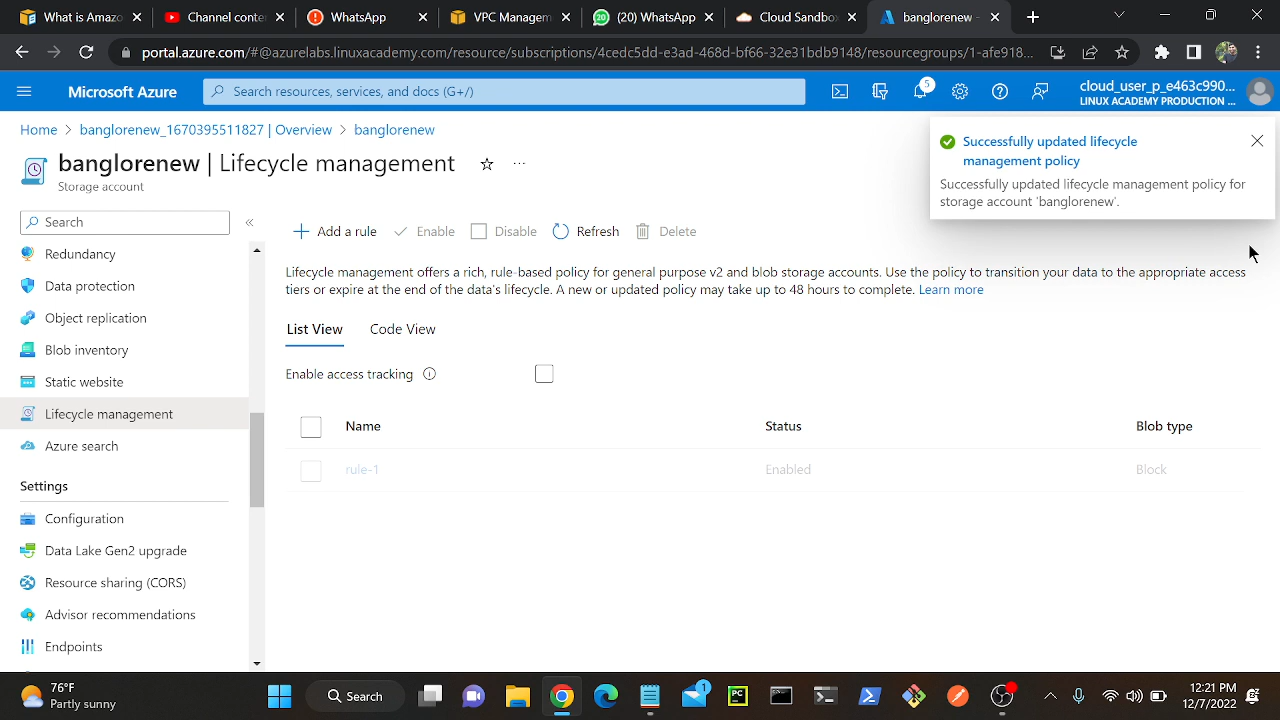 What is Amazo
Channel conte
WhatsApp
VPC Managem
(20) WhatsApp
Cloud Sandbo
banglorenew -
portal.azure.com/#@azurelabs.linuxacademy.com/resource/subscriptions/4cedc5dd-e3ad-468d-bf66-32e31bdb9148/resourcegroups/1-afe918...
Microsoft Azure
Search resources, services, and docs (G+/)
5
cloud_user_p_e463c990...
LINUX ACADEMY PRODUCTION ...
Home > banglorenew_1670395511827 | Overview > banglorenew
banglorenew | Lifecycle management
Storage account
Successfully updated lifecycle
management policy
Successfully updated lifecycle management policy for
storage account 'banglorenew'.
Search
Redundancy
Data protection
Object replication
Blob inventory
Static website
Lifecycle management
Azure search
Settings
Configuration
Data Lake Gen2 upgrade
Resource sharing (CORS)
Advisor recommendations
Endpoints
Add a rule
Enable
Disable
Refresh
Delete
Lifecycle management offers a rich, rule-based policy for general purpose v2 and blob storage accounts. Use the policy to transition your data to the appropriate access
tiers or expire at the end of the data's lifecycle. A new or updated policy may take up to 48 hours to complete. Learn more
List View
Code View
Enable access tracking
Name
Status
Blob type
rule-1
Enabled
Block
76°F
Partly sunny
Search
1
PC
12:21 PM
12/7/2022